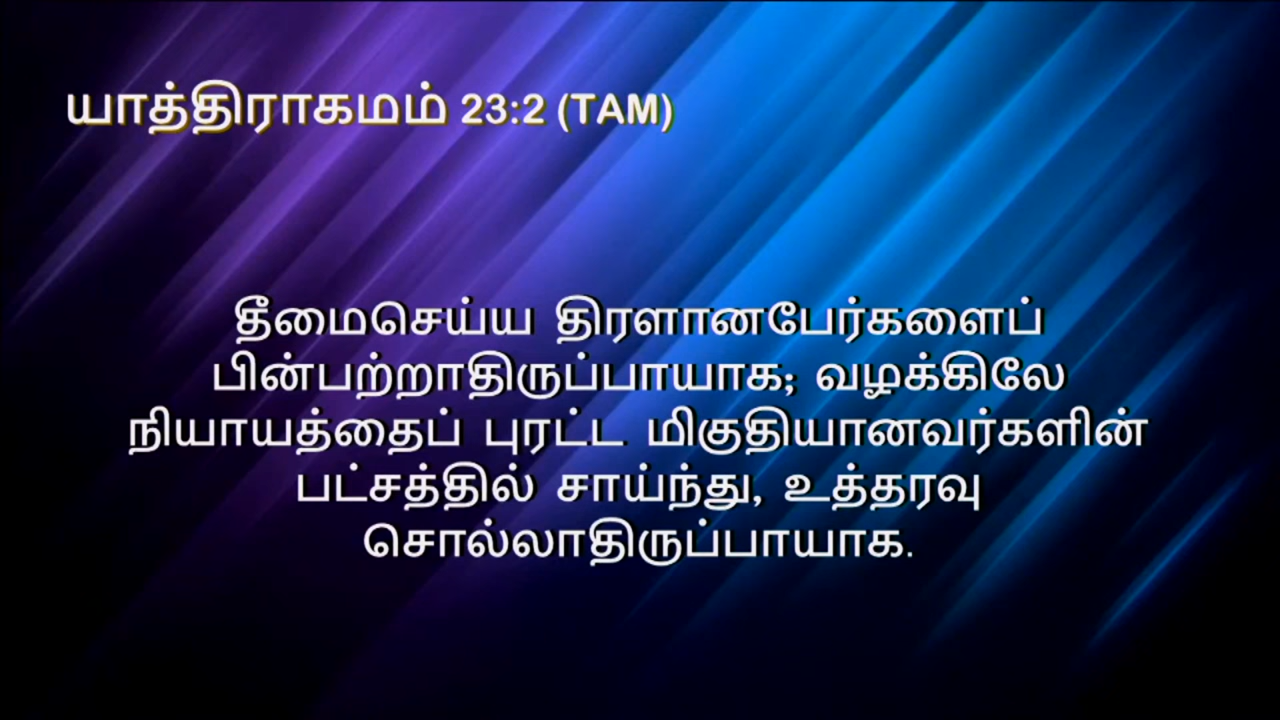 யாத்திராகமம் 23:2 (TAM)
தீமைசெய்ய திரளானபேர்களைப்
பின்பற்றாதிருப்பாயாக; வழக்கிலே
நியாயத்தைப் புரட்ட மிகுதியானவர்களின்
பட்சத்தில் சாய்ந்து, உத்தரவு
சொல்லாதிருப்பாயாக.